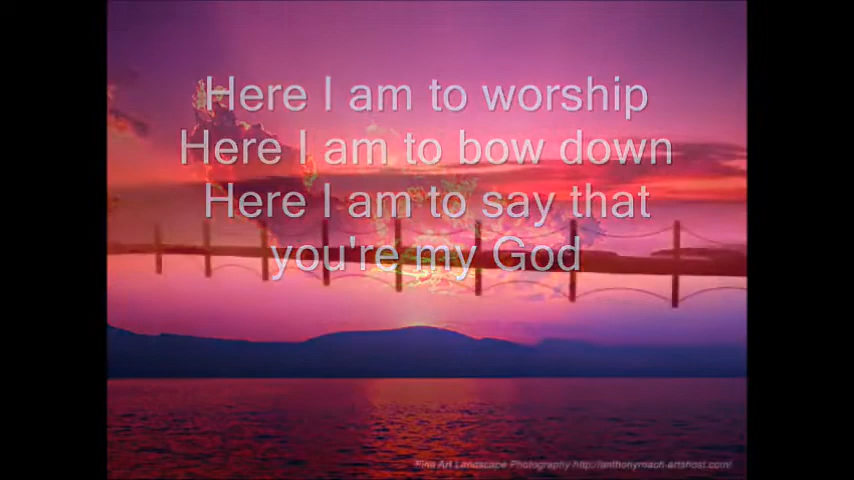 Here I am to worship
Here I am to bow down
Here I am to say that
you're my God
Fine Art Landscape Photography http://anthonyroach-artshost.com/